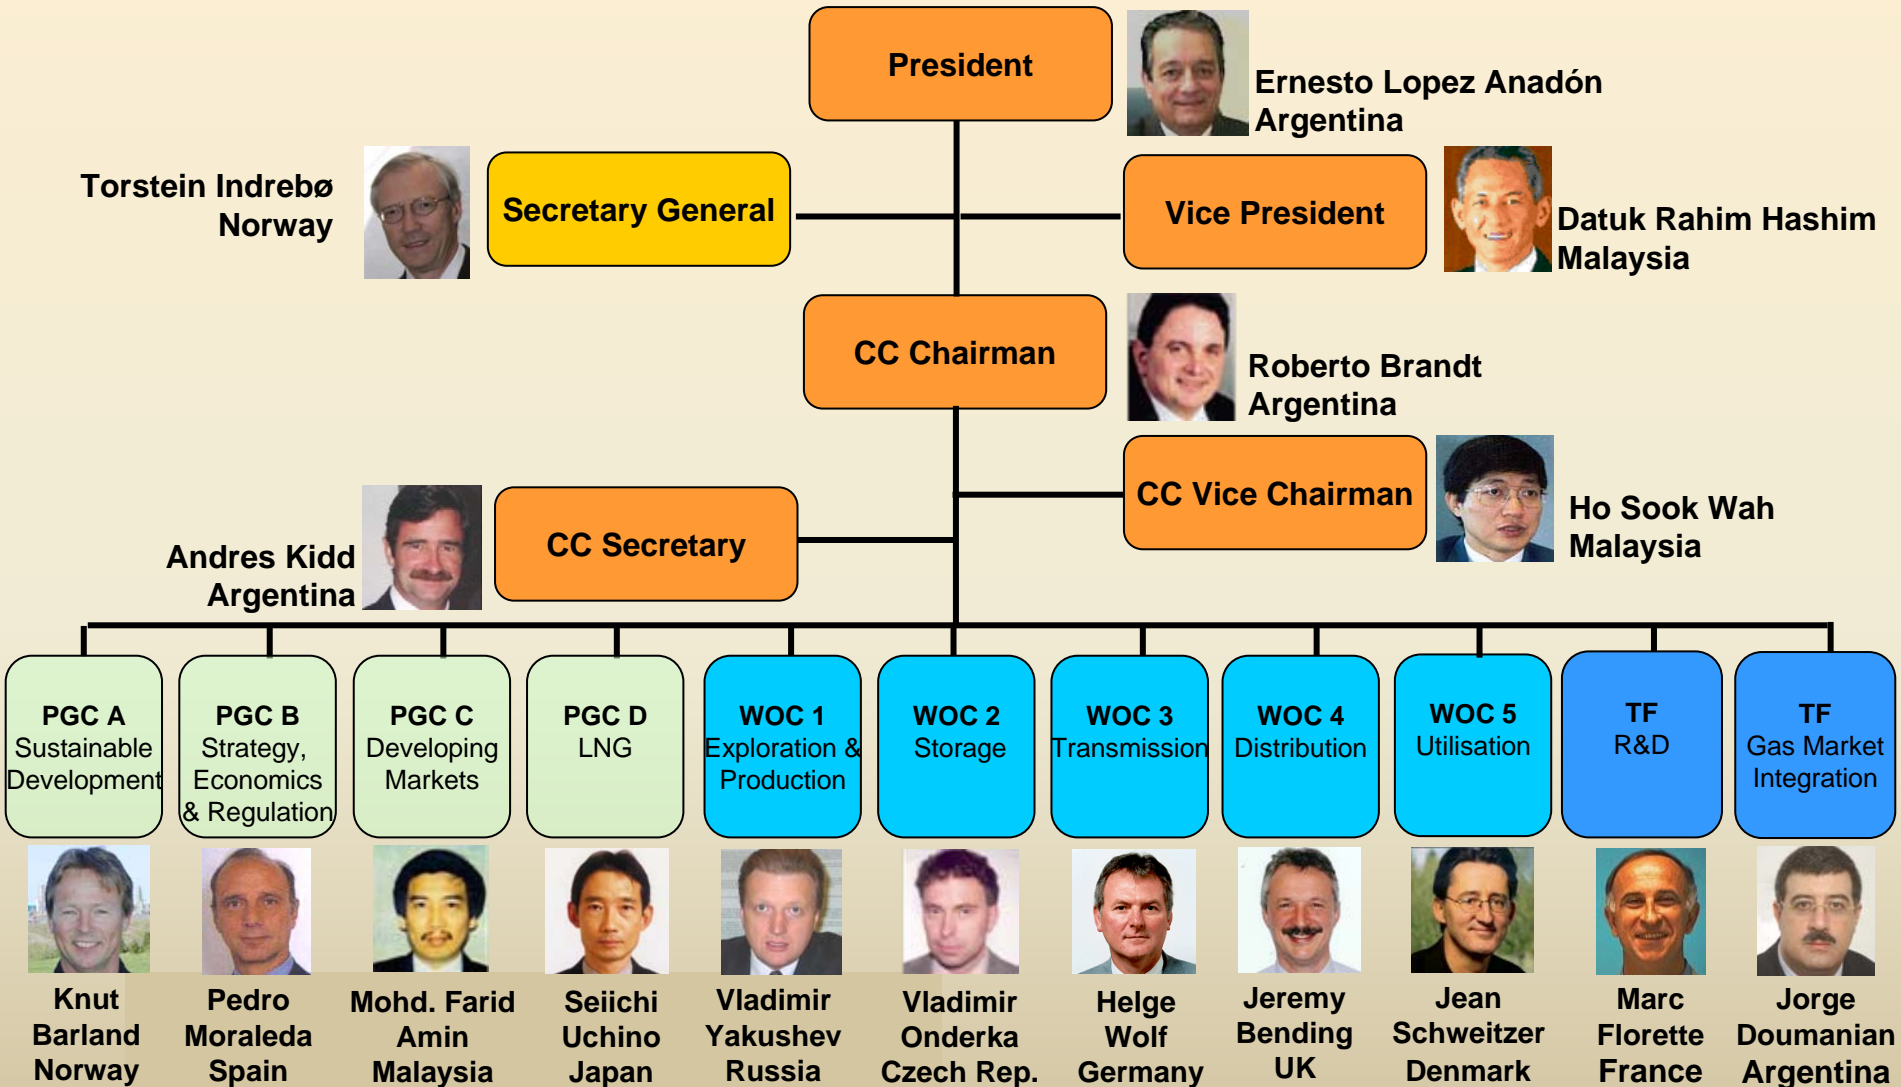 President
Ernesto Lopez Anadón
Argentina
Torstein Indrebø
Norway
Secretary General
Vice President
Datuk Rahim Hashim
Malaysia
CC Chairman
Roberto Brandt
Argentina
CC Vice Chairman
Ho Sook Wah
Malaysia
Andres Kidd
Argentina
CC Secretary
PGC A
Sustainable
Development
PGC B
Strategy,
Economics
& Regulation
PGC C
Developing
Markets
PGC D
LNG
WOC 1
Exploration &
Production
WOC 2
Storage
WOC 3
Transmission
WOC 4
Distribution
WOC 5
Utilisation
TF
R&D
TF
Gas Market
Integration
Knut
Barland
Norway
Pedro
Moraleda
Spain
Mohd. Farid
Amin
Malaysia
Seiichi
Uchino
Japan
Vladimir
Yakushev
Russia
Vladimir
Onderka
Czech Rep.
Helge
Wolf
Germany
Jeremy
Bending
UK
Jean
Schweitzer
Denmark
Marc
Florette
France
Jorge
Doumanian
Argentina